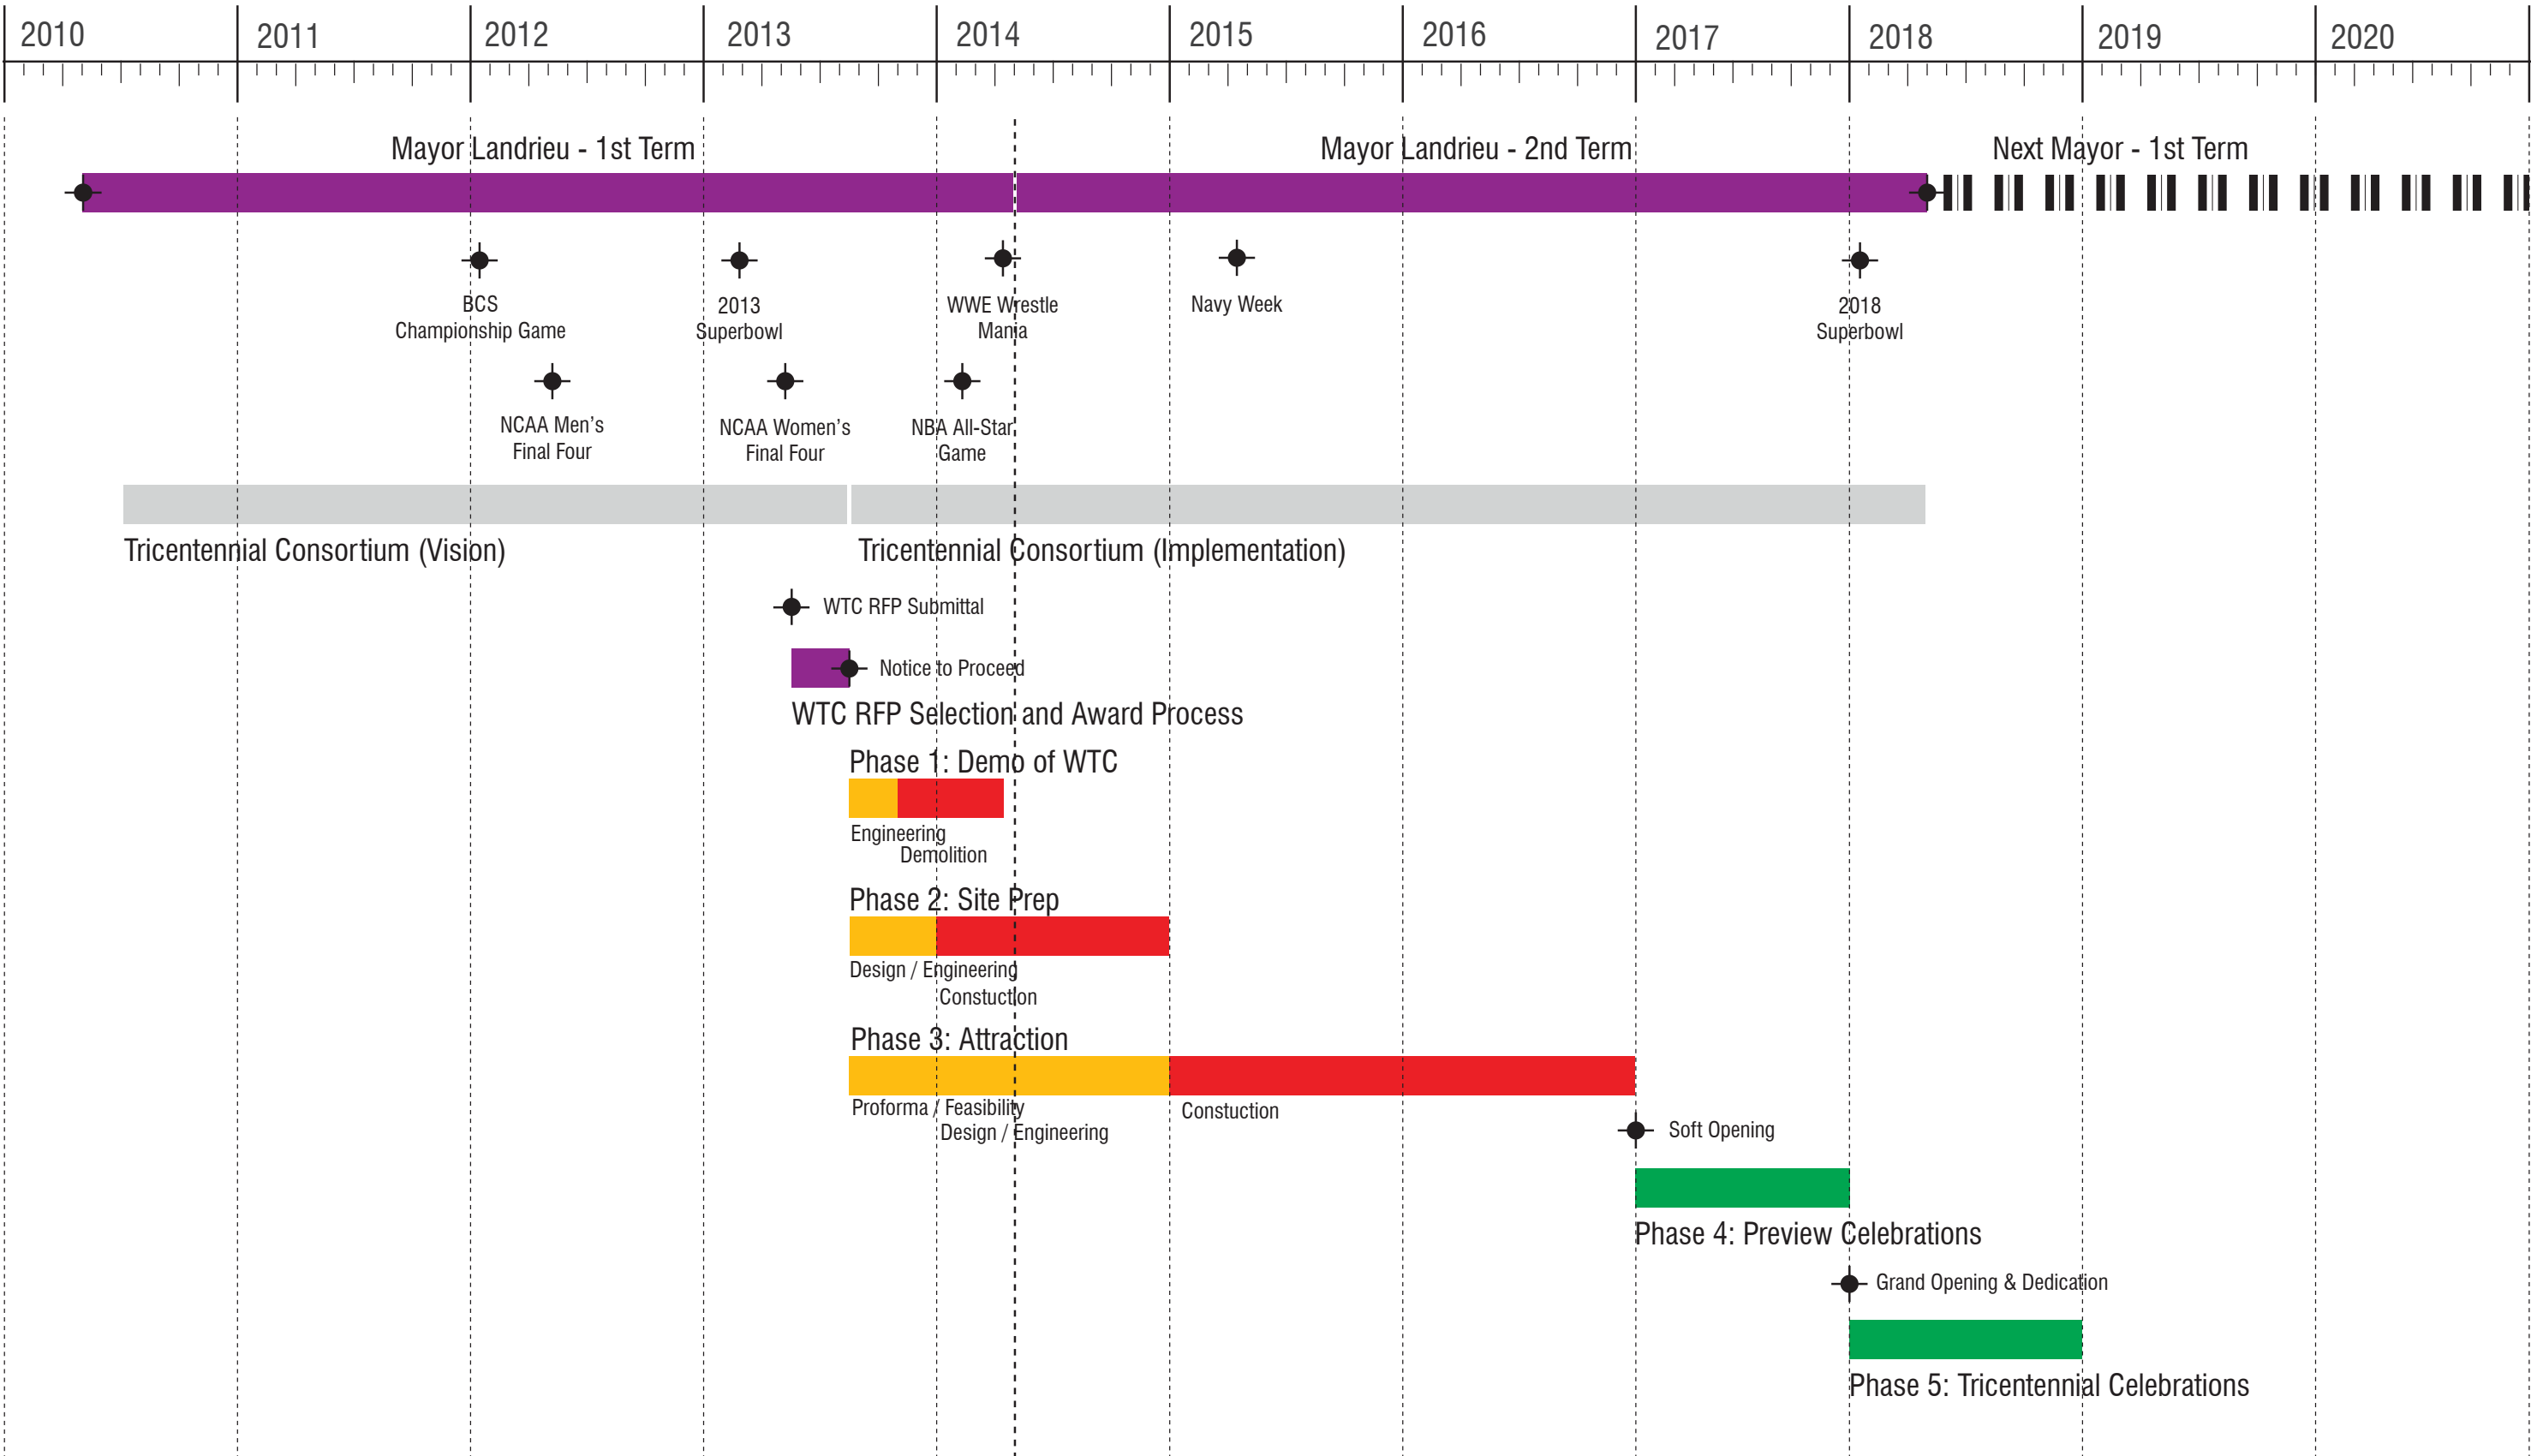 2010 2011 2012 2013 2014 2015 2016 2017 2018 2019 2020
Mayor Landrieu - 1st Term
Mayor Landrieu - 2nd Term
Next Mayor - 1st Term
BCS
Championship Game
2013
Superbowl
WWE Wrestle
Mania
Navy Week
2018
Superbowl
NCAA Men’s
Final Four
NCAA Women’s
Final Four
NBA All-Star
Game
Tricentennial Consortium (Vision)
Tricentennial Consortium (Implementation)
WTC RFP Submittal
Notice to Proceed
WTC RFP Selection and Award Process
Phase 1: Demo of WTC
Engineering
Demolition
Phase 2: Site Prep
Design / Engineering
Constuction
Phase 3: Attraction
Proforma / Feasibility
Design / Engineering
Constuction
Soft Opening
Phase 4: Preview Celebrations
Grand Opening & Dedication
Phase 5: Tricentennial Celebrations